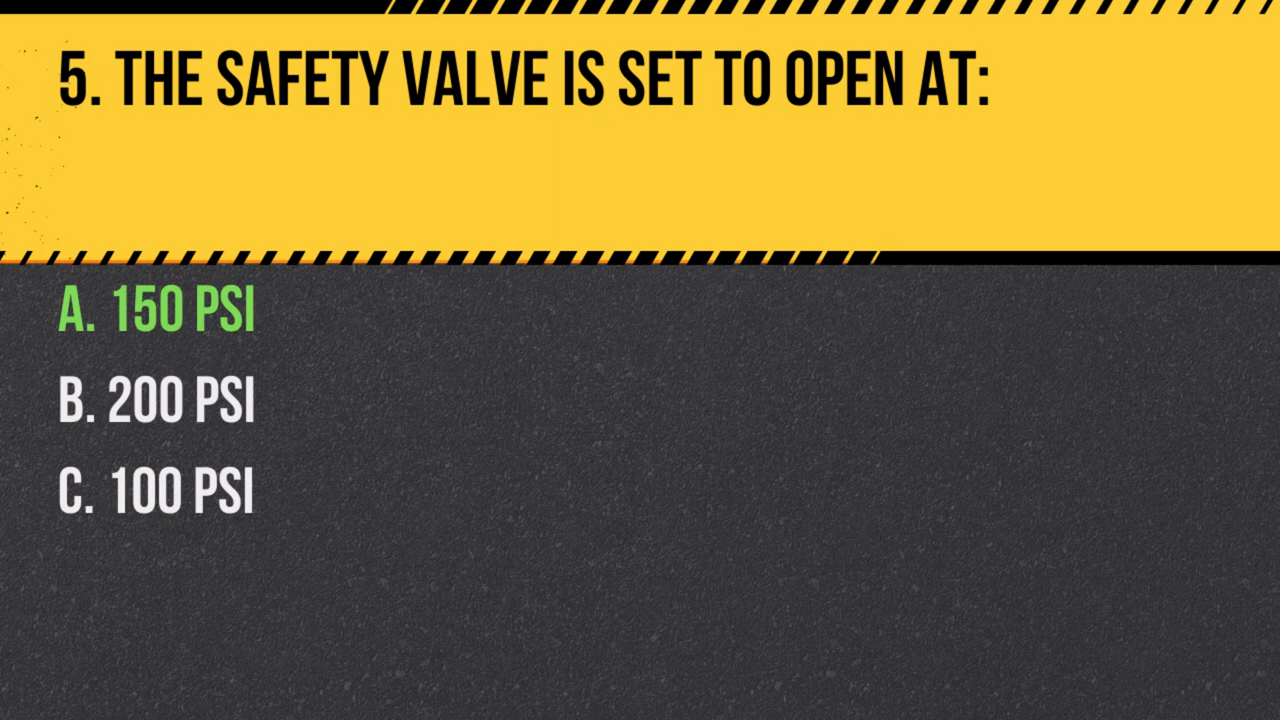 5. THE SAFETY VALVE IS SET TO OPEN AT:
A. 150 PSI
B. 200 PSI
C. 100 PSI